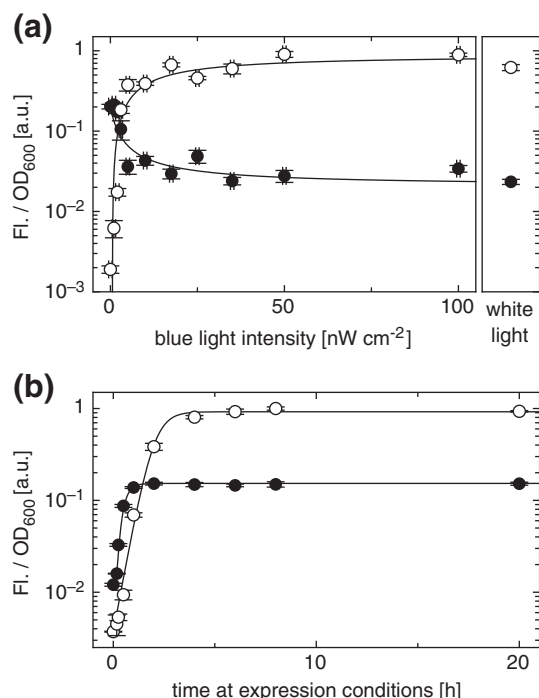 (a)
1
10⁻¹
10⁻²
10⁻³
Fl. / OD₆₀₀ [a.u.]
0
50
100
blue light intensity [nW cm⁻²]
white
light
(b)
1
10⁻¹
10⁻²
Fl. / OD₆₀₀ [a.u.]
0
10
20
time at expression conditions [h]